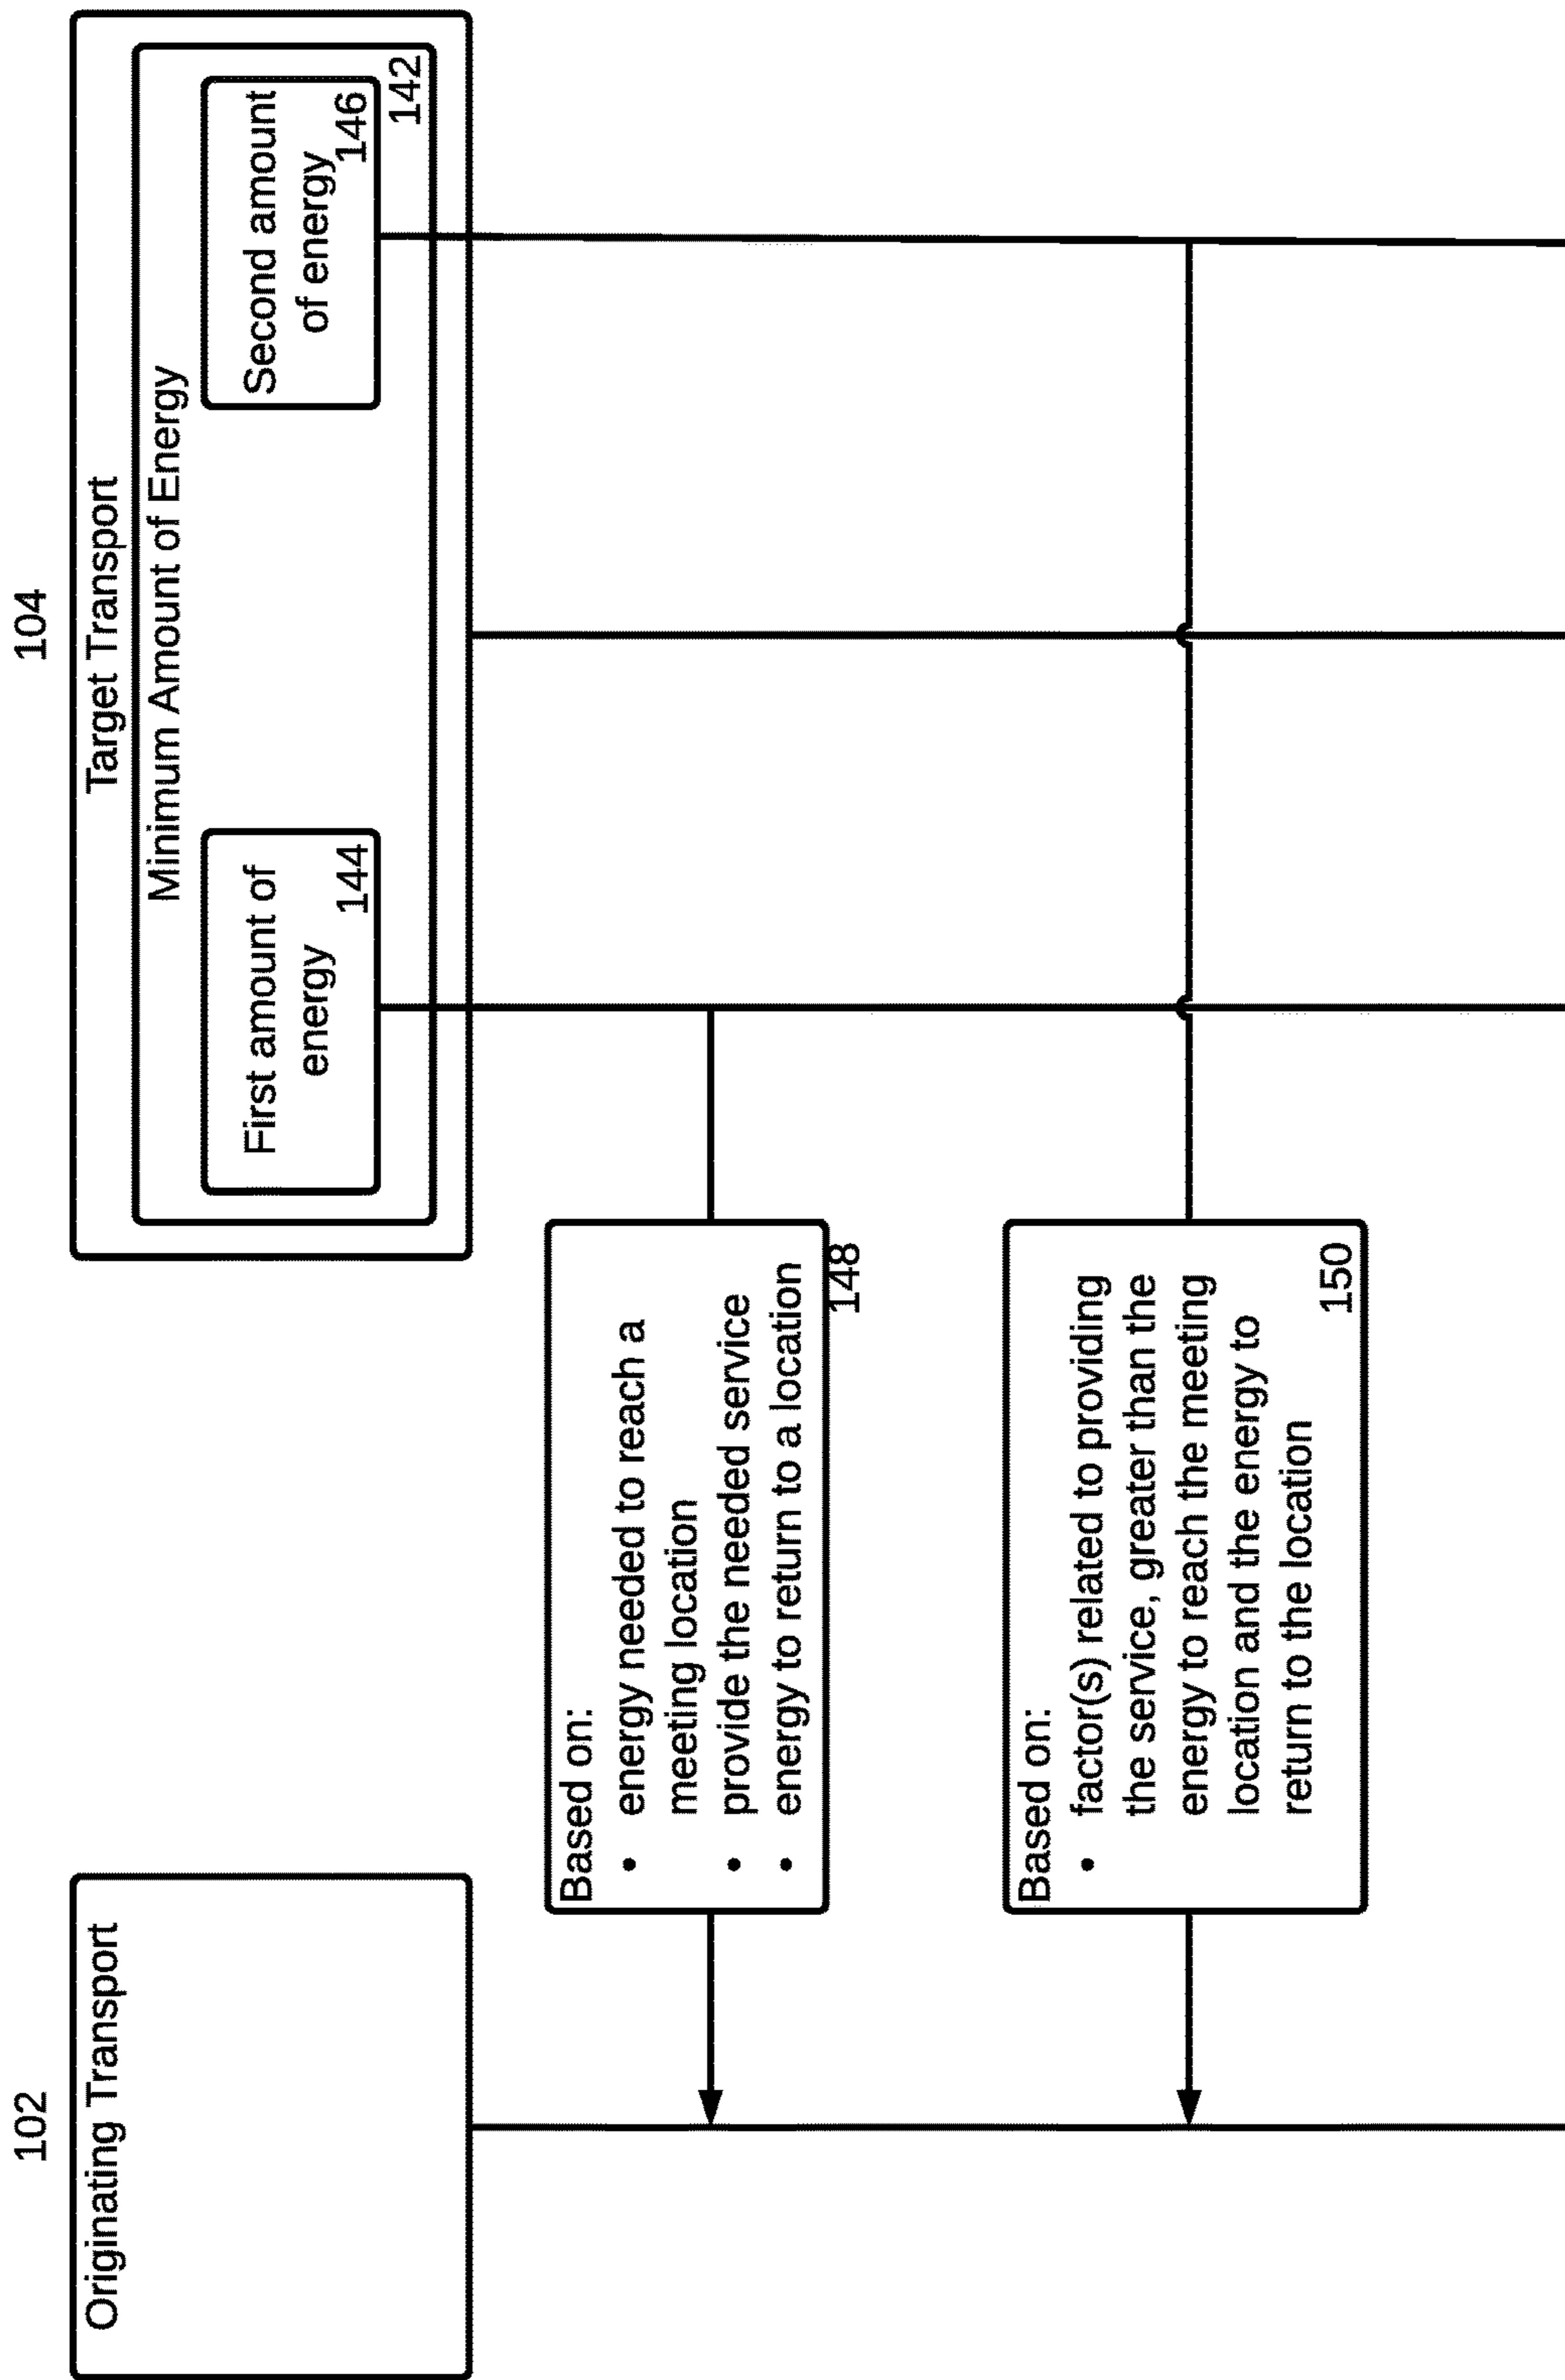 102
104
Originating Transport
Target Transport
Minimum Amount of Energy
First amount of
energy
144
Second amount
of energy
146
142
Based on:
• energy needed to reach a
meeting location
• provide the needed service
• energy to return to a location
148
Based on:
• factor(s) related to providing
the service, greater than the
energy to reach the meeting
location and the energy to
return to the location
150